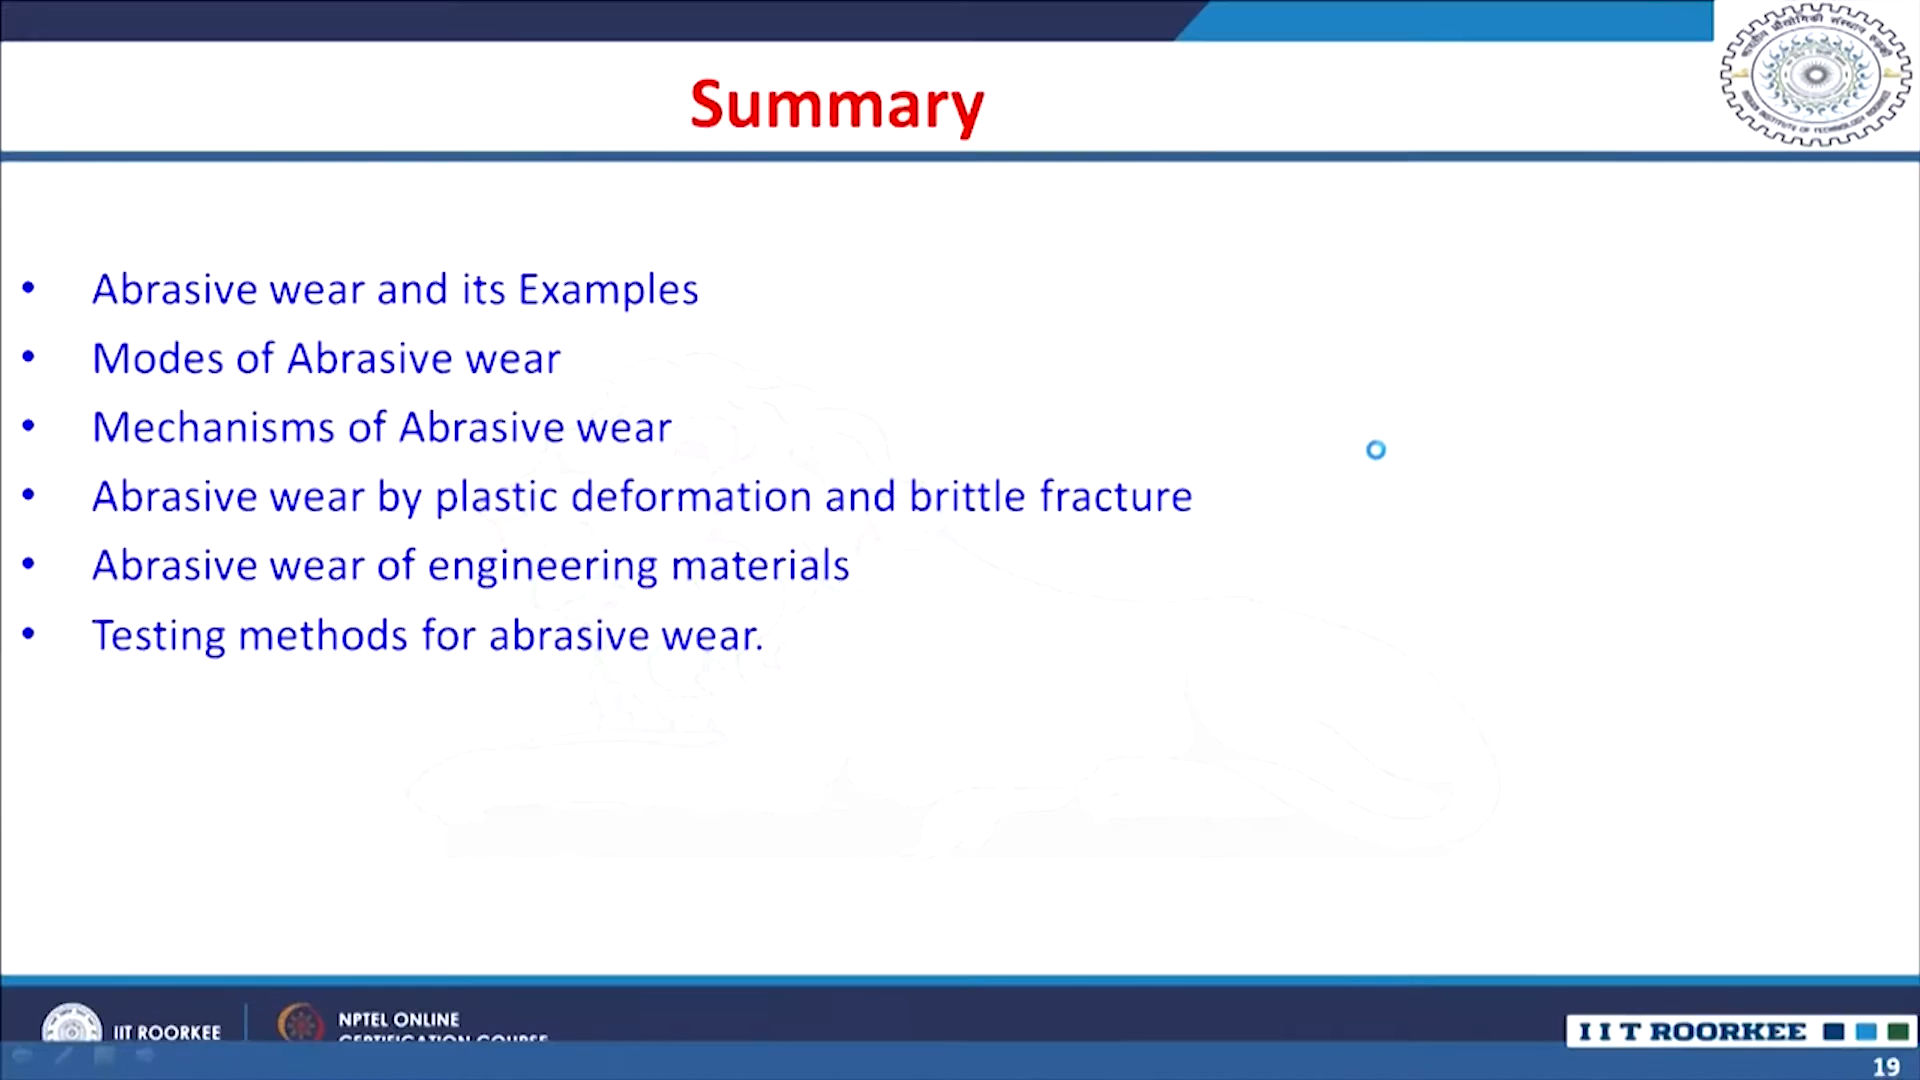 Summary
• Abrasive wear and its Examples
• Modes of Abrasive wear
• Mechanisms of Abrasive wear
• Abrasive wear by plastic deformation and brittle fracture
• Abrasive wear of engineering materials
• Testing methods for abrasive wear.
IIT ROORKEE
NPTEL ONLINE
CERTIFICATION COURSE
I I T ROORKEE
19